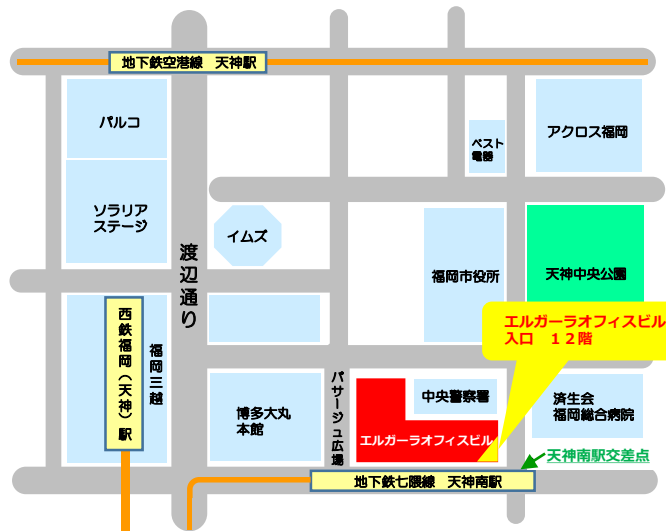 地下鉄空港線　天神駅
パルコ
ベスト
電器
アクロス福岡
ソラリア
ステージ
イムズ
渡辺通り
福岡市役所
天神中央公園
エルガーラオフィスビル
入口　１２階
西鉄福岡（天神）駅
福岡三越
博多大丸
本館
パサージュ広場
中央警察署
エルガーラオフィスビル
済生会
福岡総合病院
天神南駅交差点
地下鉄七隈線　天神南駅